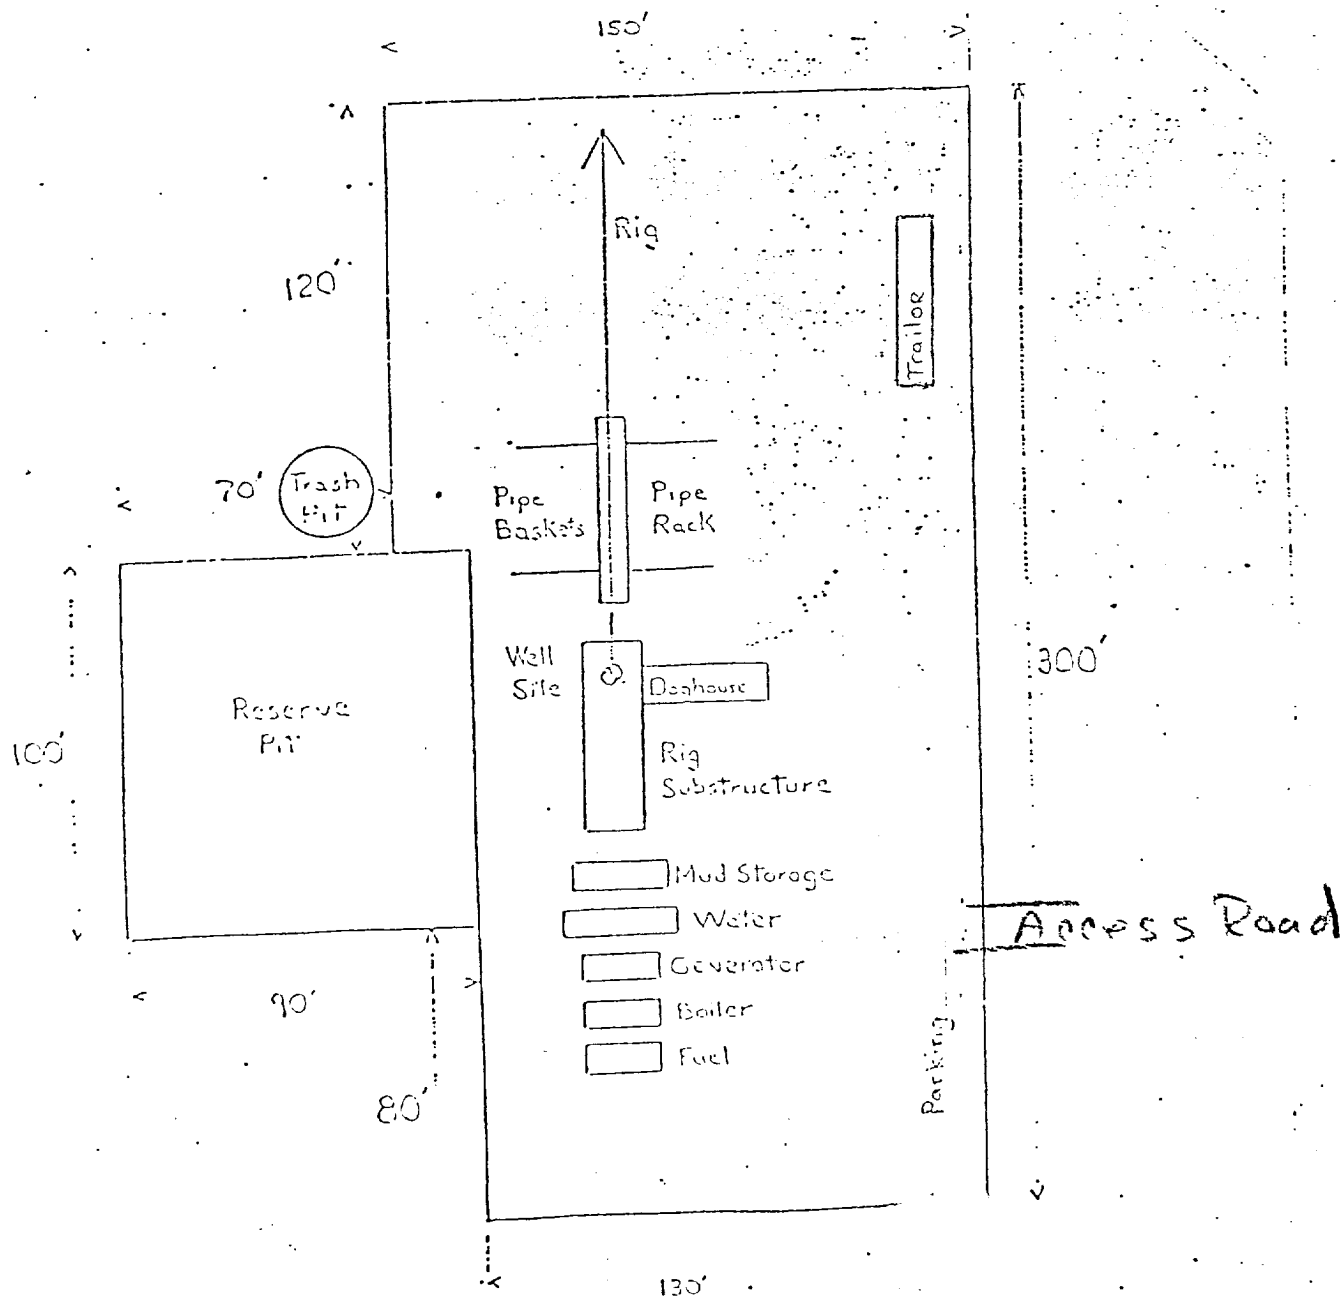 150'
Rig
120'
Trailor
70'
Trash
Pit
Pipe
Baskets
Pipe
Rack
Well
Site
Doghouse
300'
Reserve
Pit
100'
Rig
Substructure
Mud Storage
Water
Access Road
Generator
90'
Boiler
Parking
Fuel
80'
130'